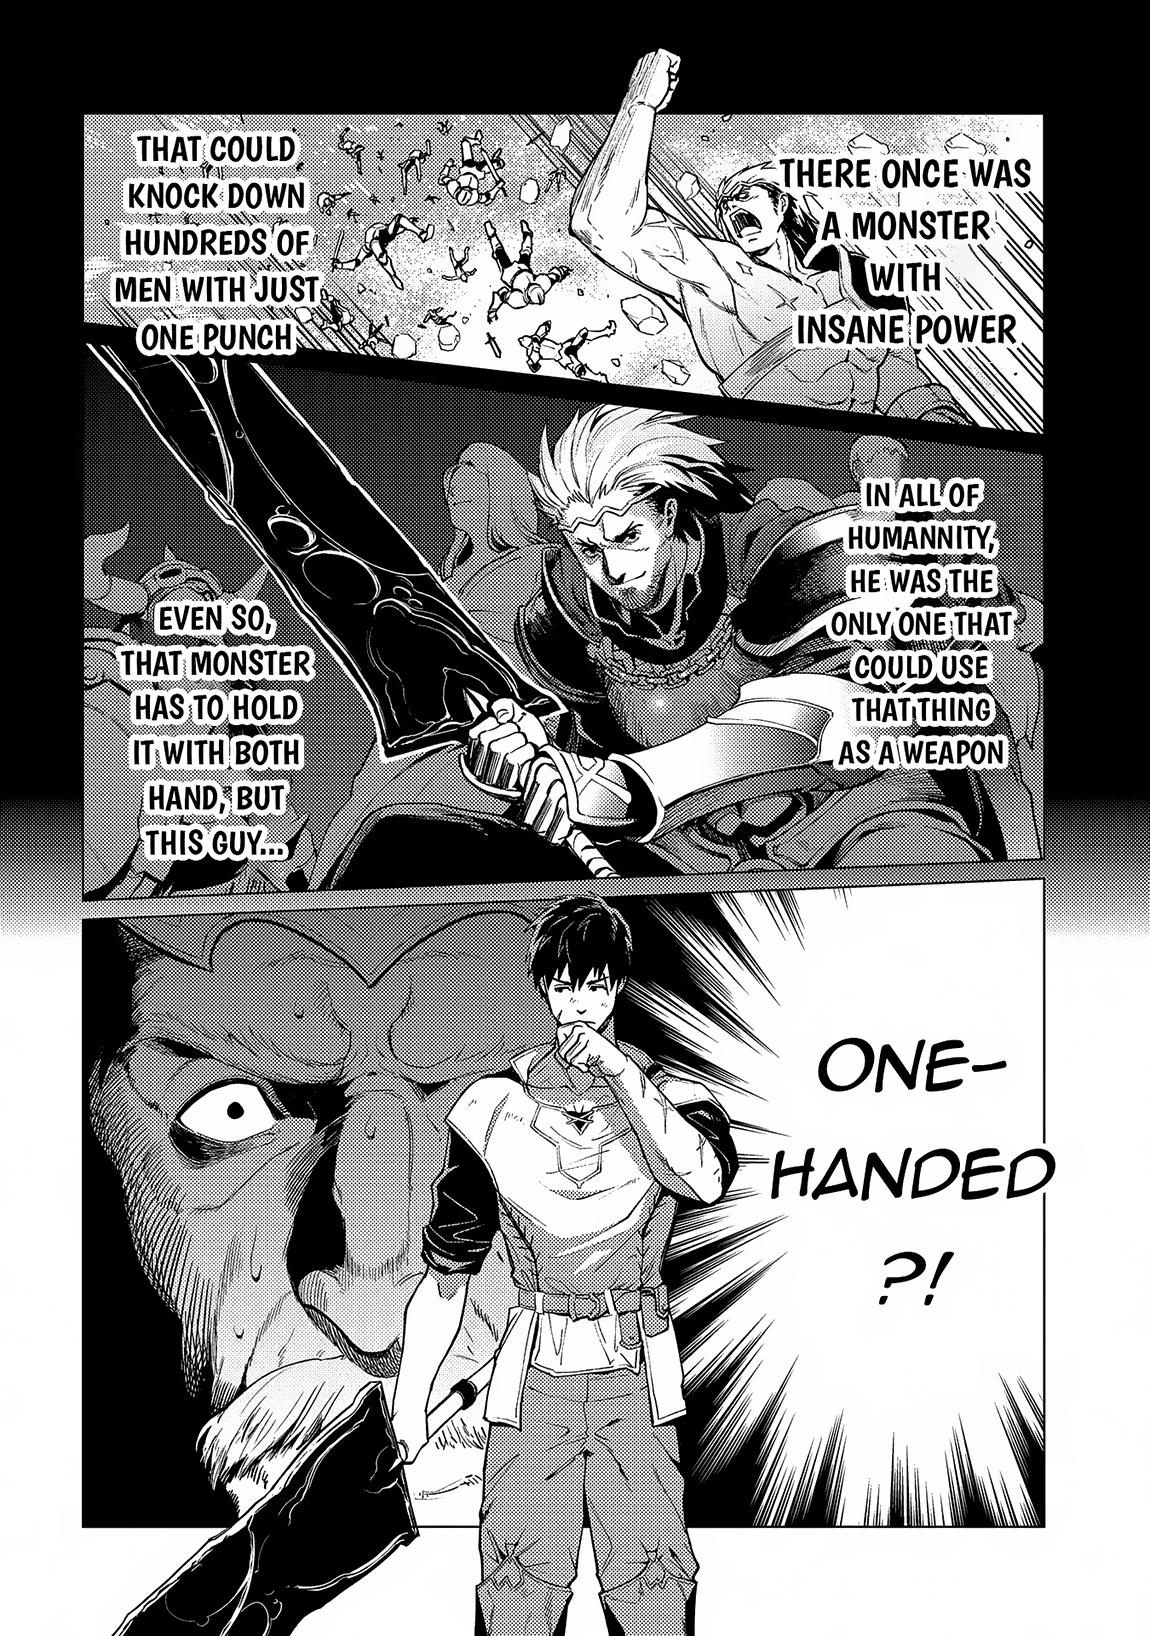 THERE ONCE WAS
A MONSTER
WITH
INSANE POWER
THAT COULD
KNOCK DOWN
HUNDREDS OF
MEN WITH JUST
ONE PUNCH
IN ALL OF
HUMANNITY,
HE WAS THE
ONLY ONE THAT
COULD USE
THAT THING
AS A WEAPON
EVEN SO,
THAT MONSTER
HAS TO HOLD
IT WITH BOTH
HAND, BUT
THIS GUY...
ONE-
HANDED
?!